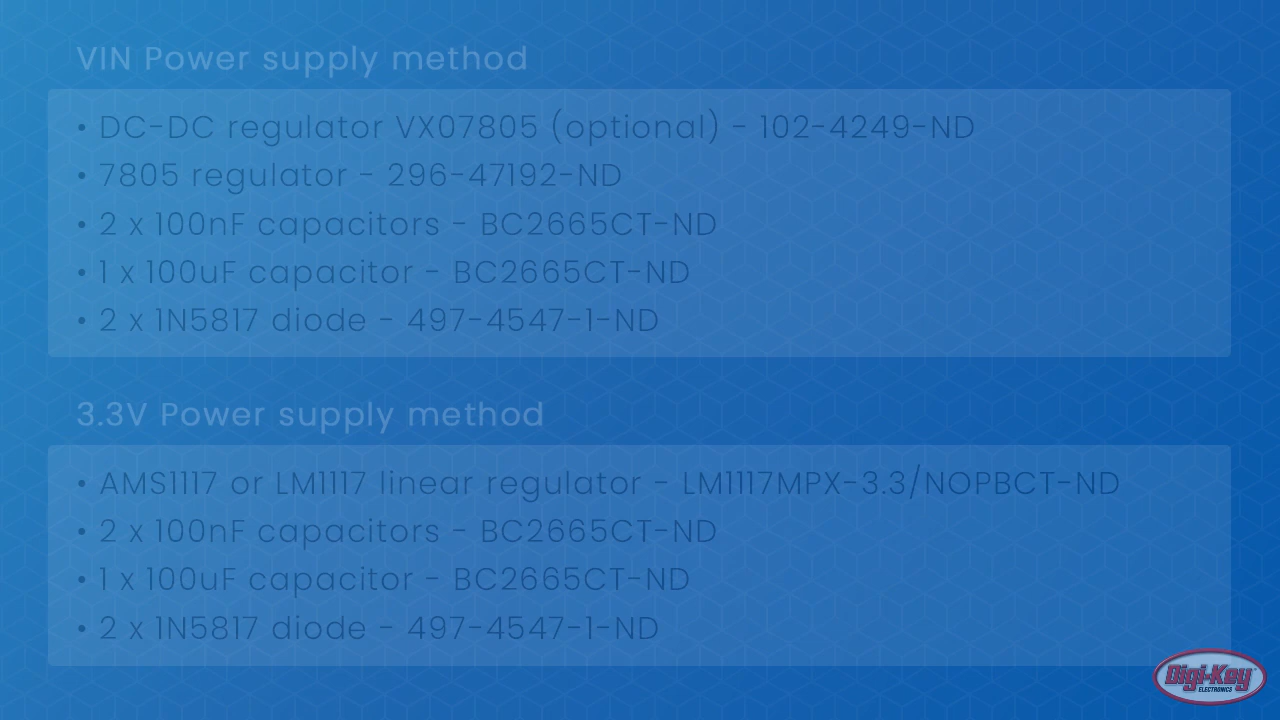 VIN Power supply method
• DC-DC regulator VX07805 (optional) - 102-4249-ND
• 7805 regulator - 296-47192-ND
• 2 x 100nF capacitors - BC2665CT-ND
• 1 x 100uF capacitor - BC2665CT-ND
• 2 x 1N5817 diode - 497-4547-1-ND
3.3V Power supply method
• AMS1117 or LM1117 linear regulator - LM1117MPX-3.3/NOPBCT-ND
• 2 x 100nF capacitors - BC2665CT-ND
• 1 x 100uF capacitor - BC2665CT-ND
• 2 x 1N5817 diode - 497-4547-1-ND
Digi-Key
ELECTRONICS